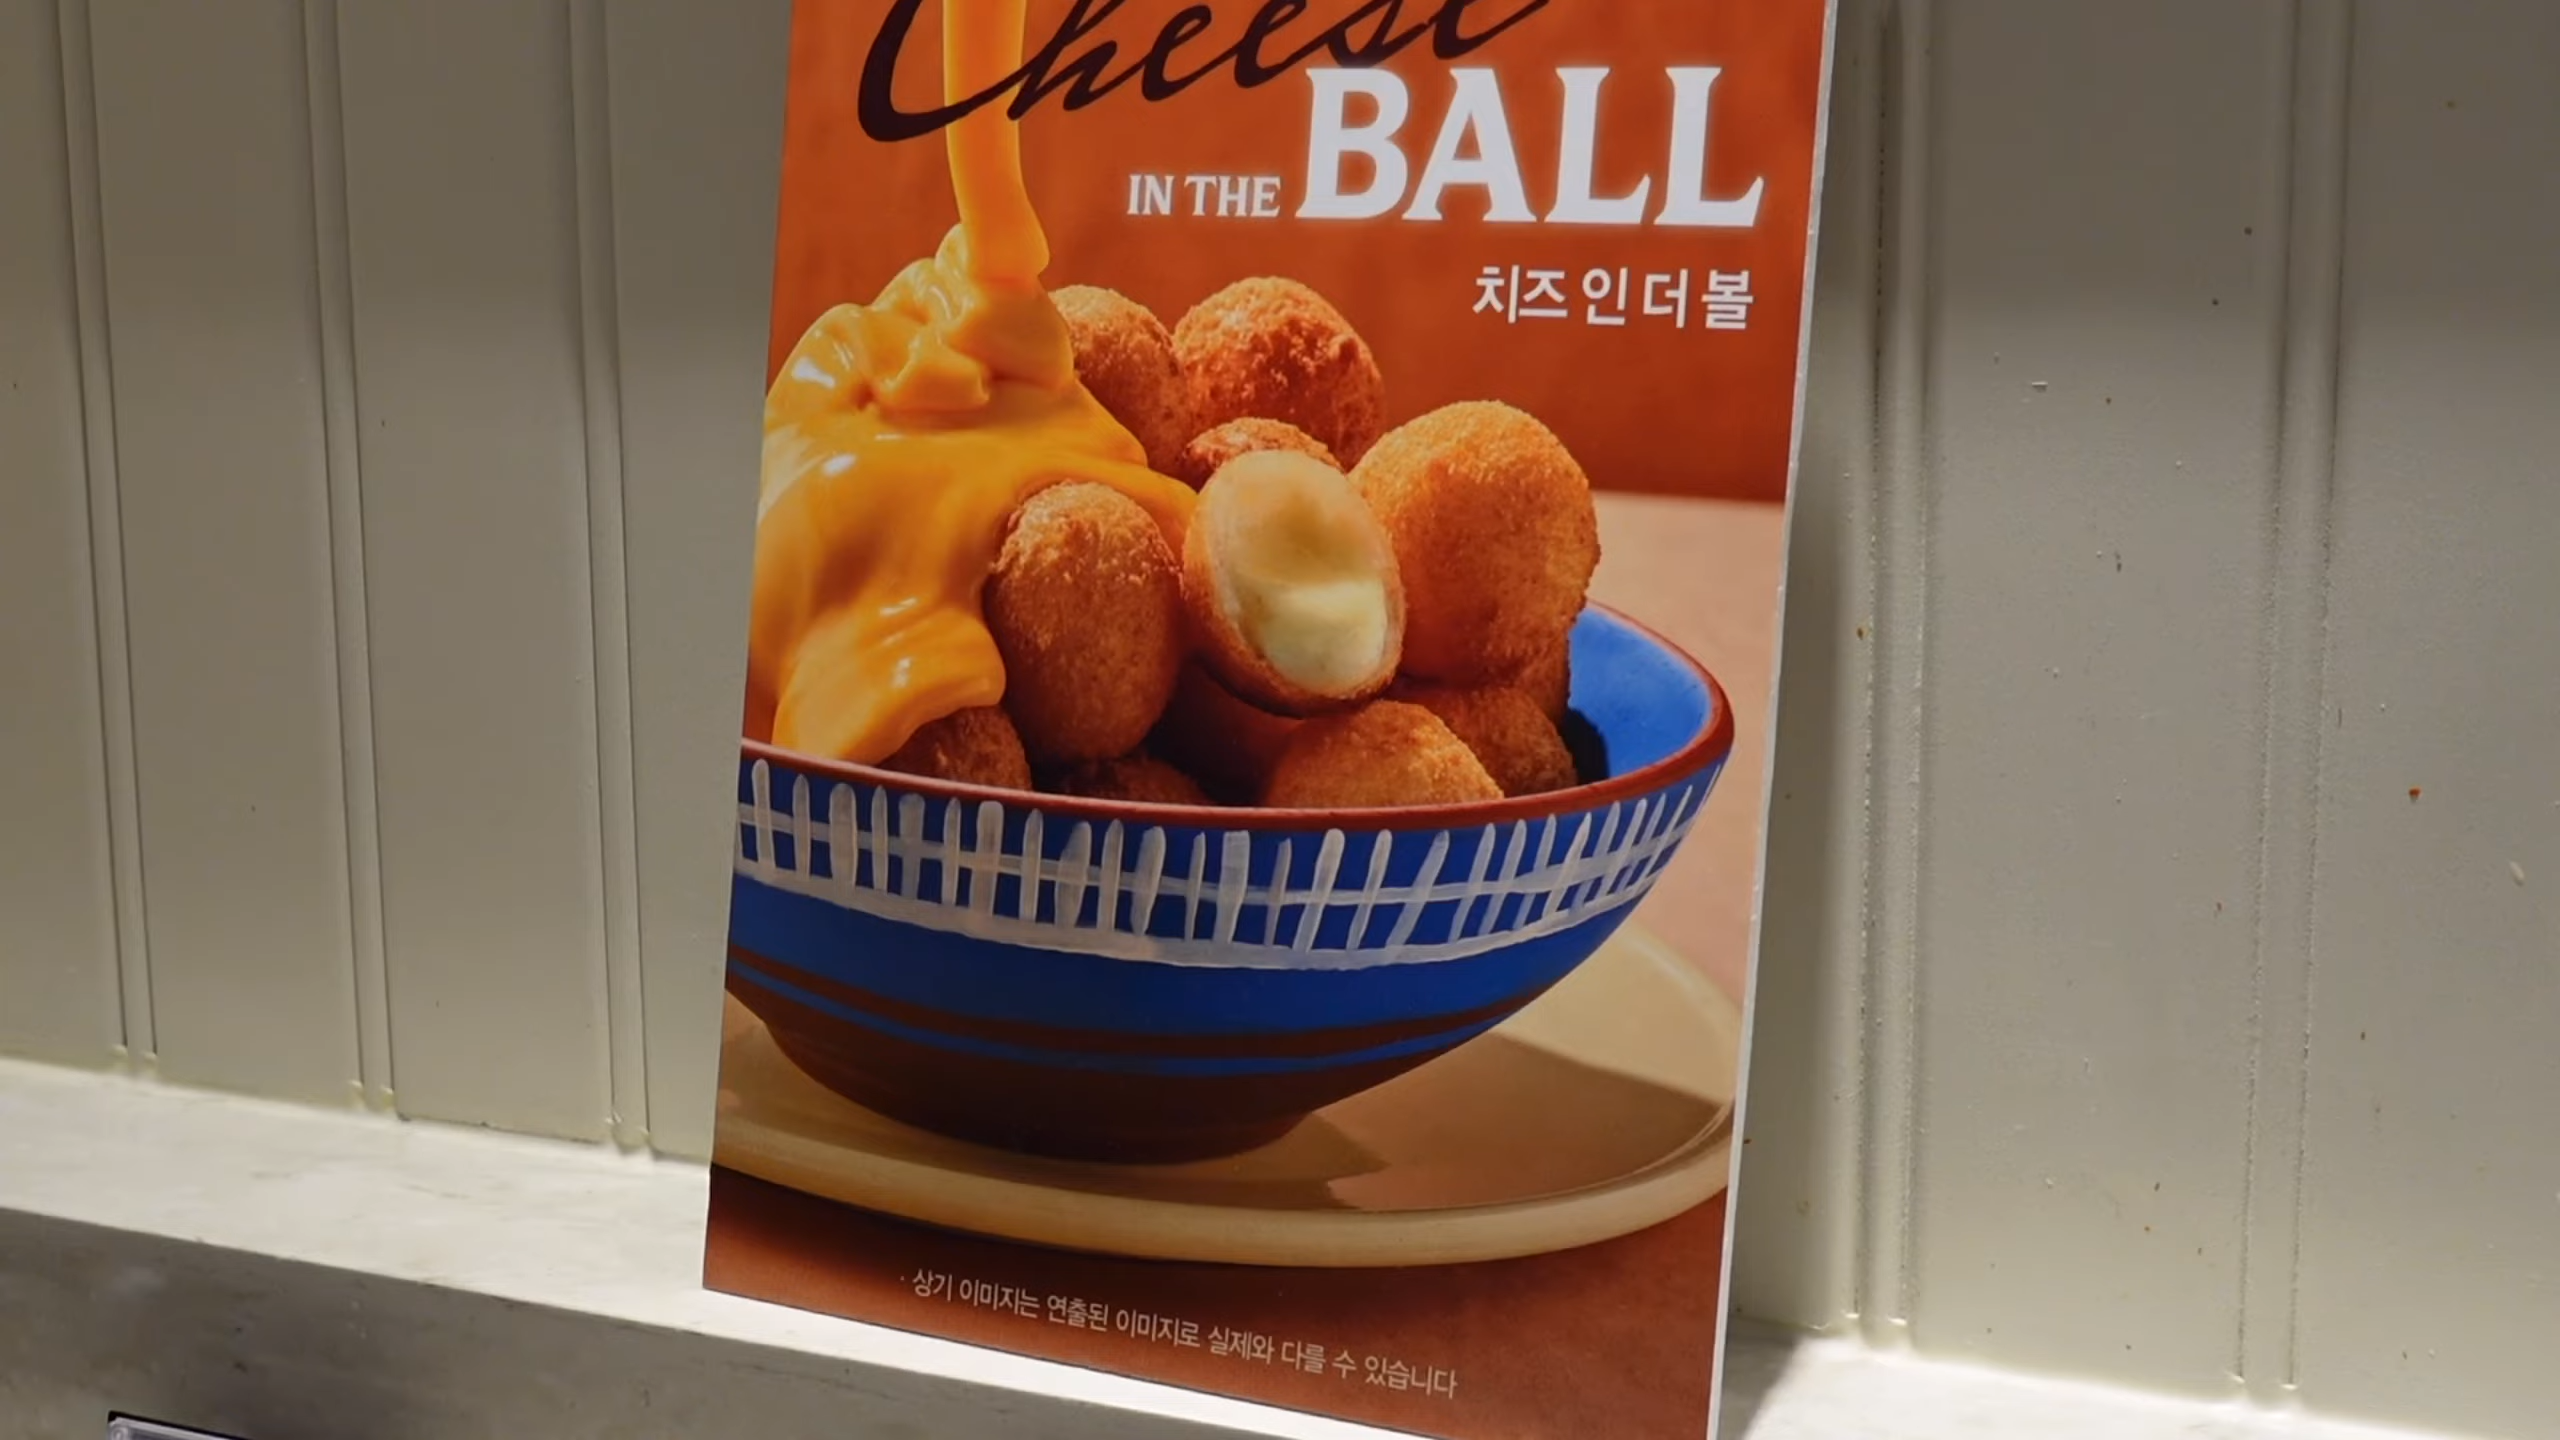 Cheese
IN THE BALL
치즈 인 더 볼
· 상기 이미지는 연출된 이미지로 실제와 다를 수 있습니다